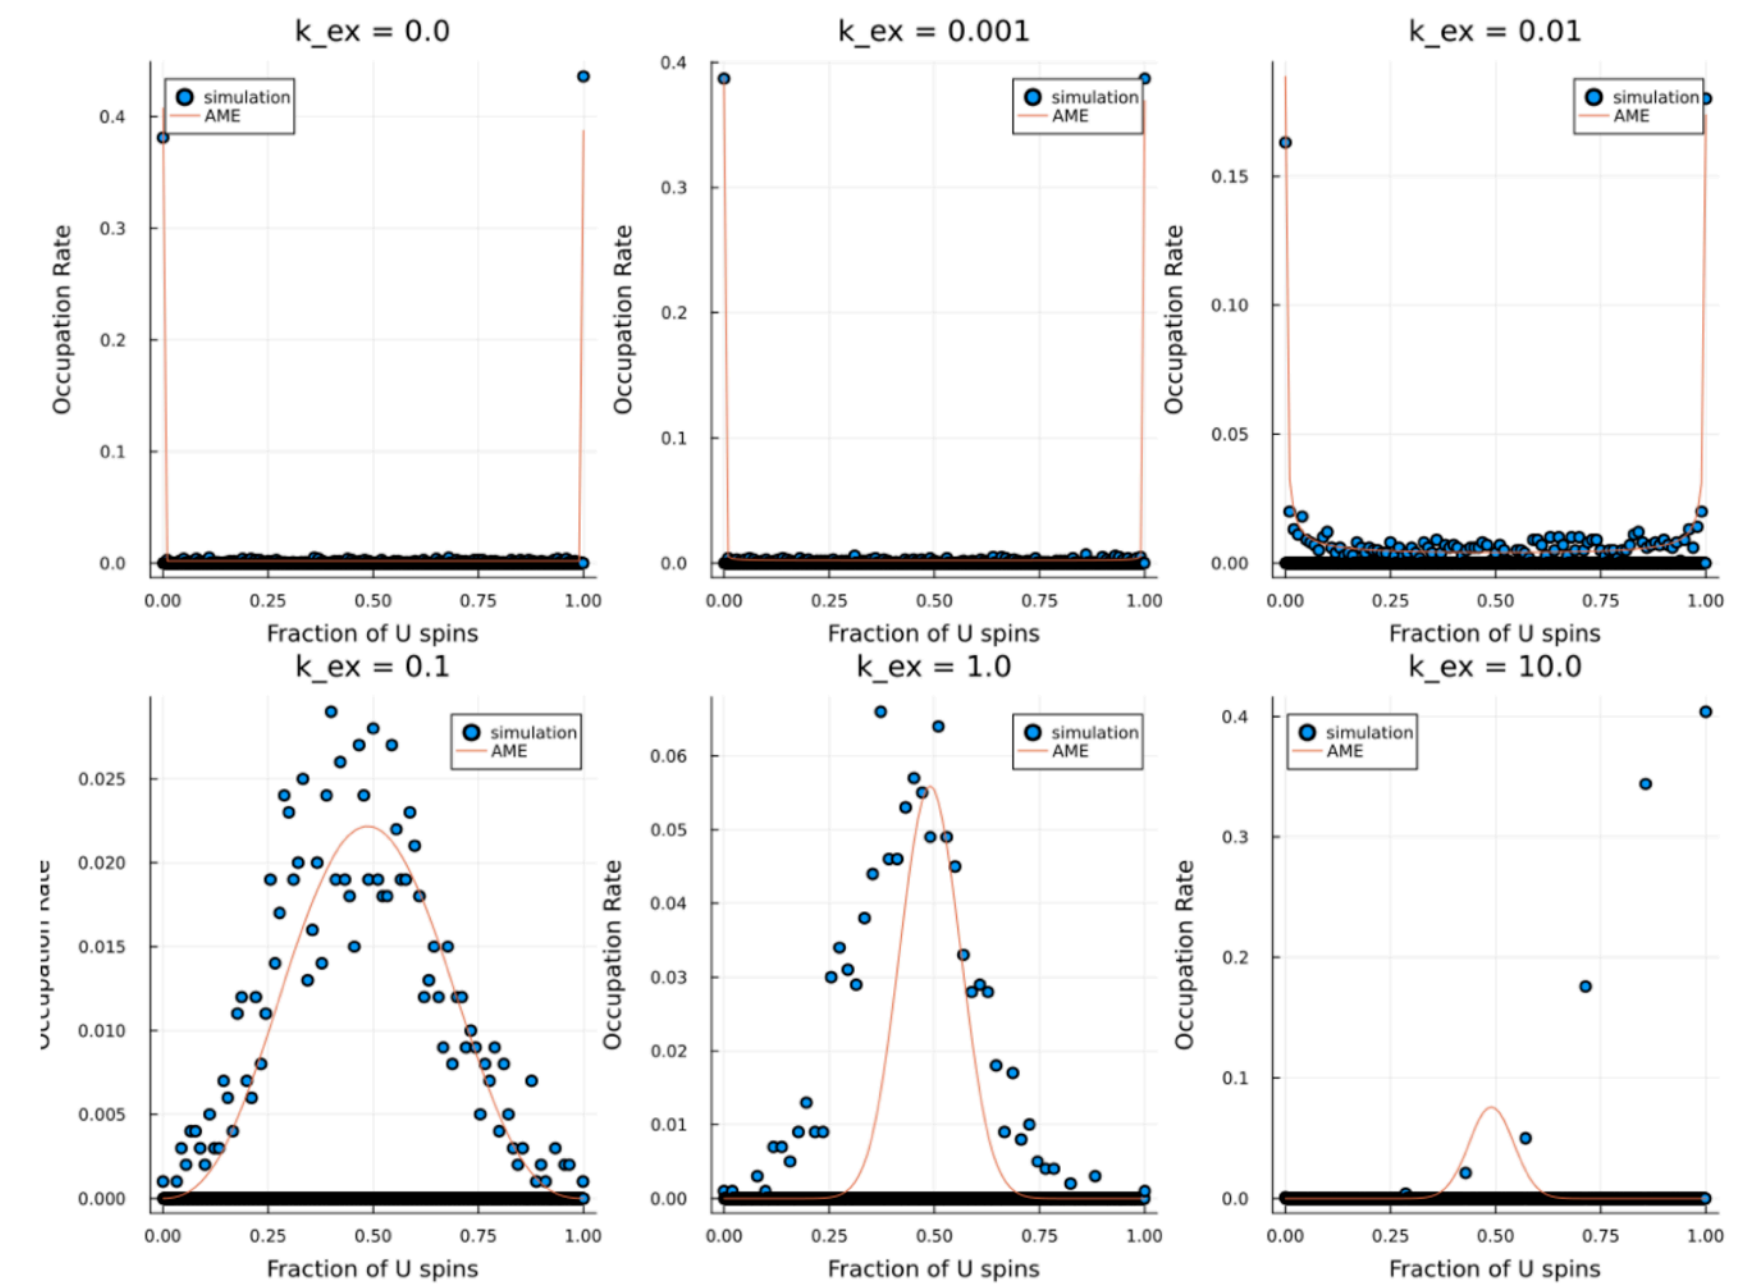 k_ex = 0.0
simulation
AME
0.4
0.3
0.2
0.1
0.0
Occupation Rate
0.00 0.25 0.50 0.75 1.00
Fraction of U spins
k_ex = 0.001
simulation
AME
0.4
0.3
0.2
0.1
0.0
Occupation Rate
0.00 0.25 0.50 0.75 1.00
Fraction of U spins
k_ex = 0.01
simulation
AME
0.15
0.10
0.05
0.00
Occupation Rate
0.00 0.25 0.50 0.75 1.00
Fraction of U spins
k_ex = 0.1
simulation
AME
0.025
0.020
0.015
0.010
0.005
0.000
Occupation Rate
0.00 0.25 0.50 0.75 1.00
Fraction of U spins
k_ex = 1.0
simulation
AME
0.06
0.05
0.04
0.03
0.02
0.01
0.00
Occupation Rate
0.00 0.25 0.50 0.75 1.00
Fraction of U spins
k_ex = 10.0
simulation
AME
0.4
0.3
0.2
0.1
0.0
Occupation Rate
0.00 0.25 0.50 0.75 1.00
Fraction of U spins